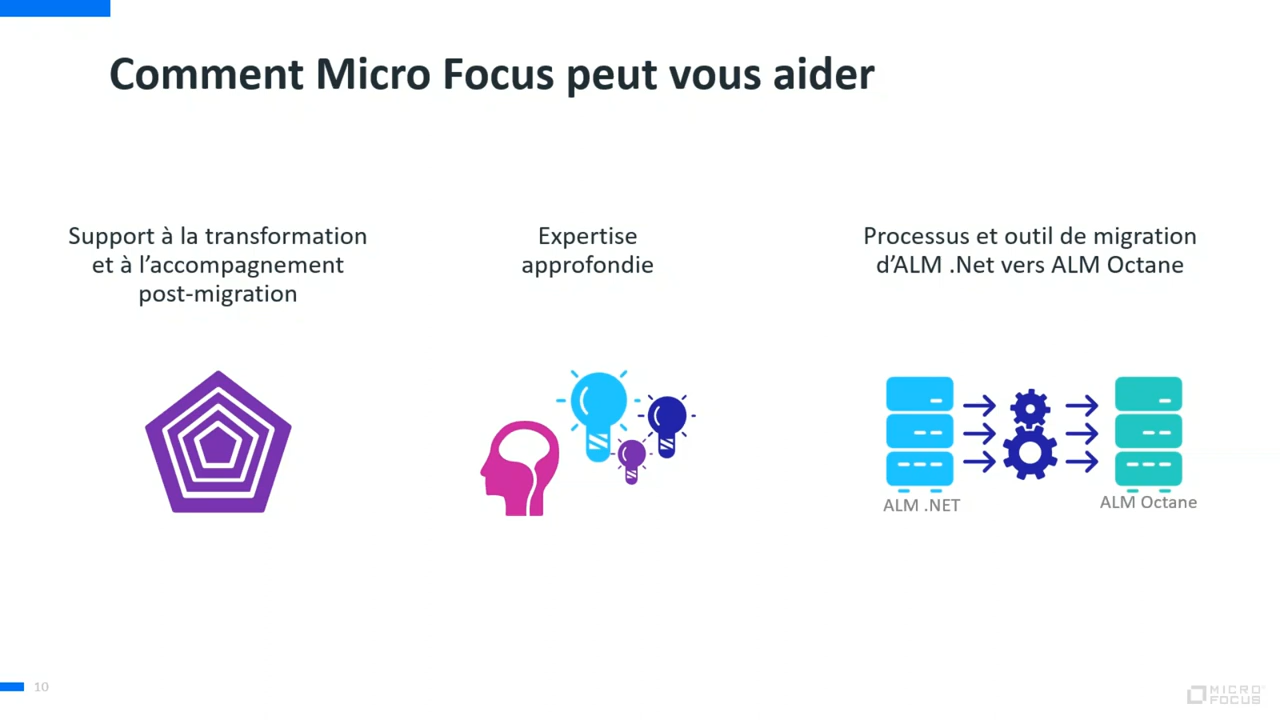 Comment Micro Focus peut vous aider
Support à la transformation
et à l’accompagnement
post-migration
Expertise
approfondie
Processus et outil de migration
d’ALM .Net vers ALM Octane
ALM .NET
ALM Octane
10
MICRO
FOCUS